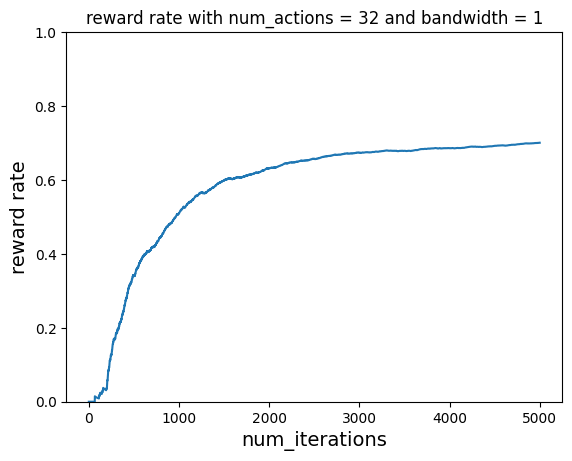 reward rate with num_actions = 32 and bandwidth = 1
1.0
0.8
0.6
0.4
0.2
0.0
reward rate
0 1000 2000 3000 4000 5000
num_iterations